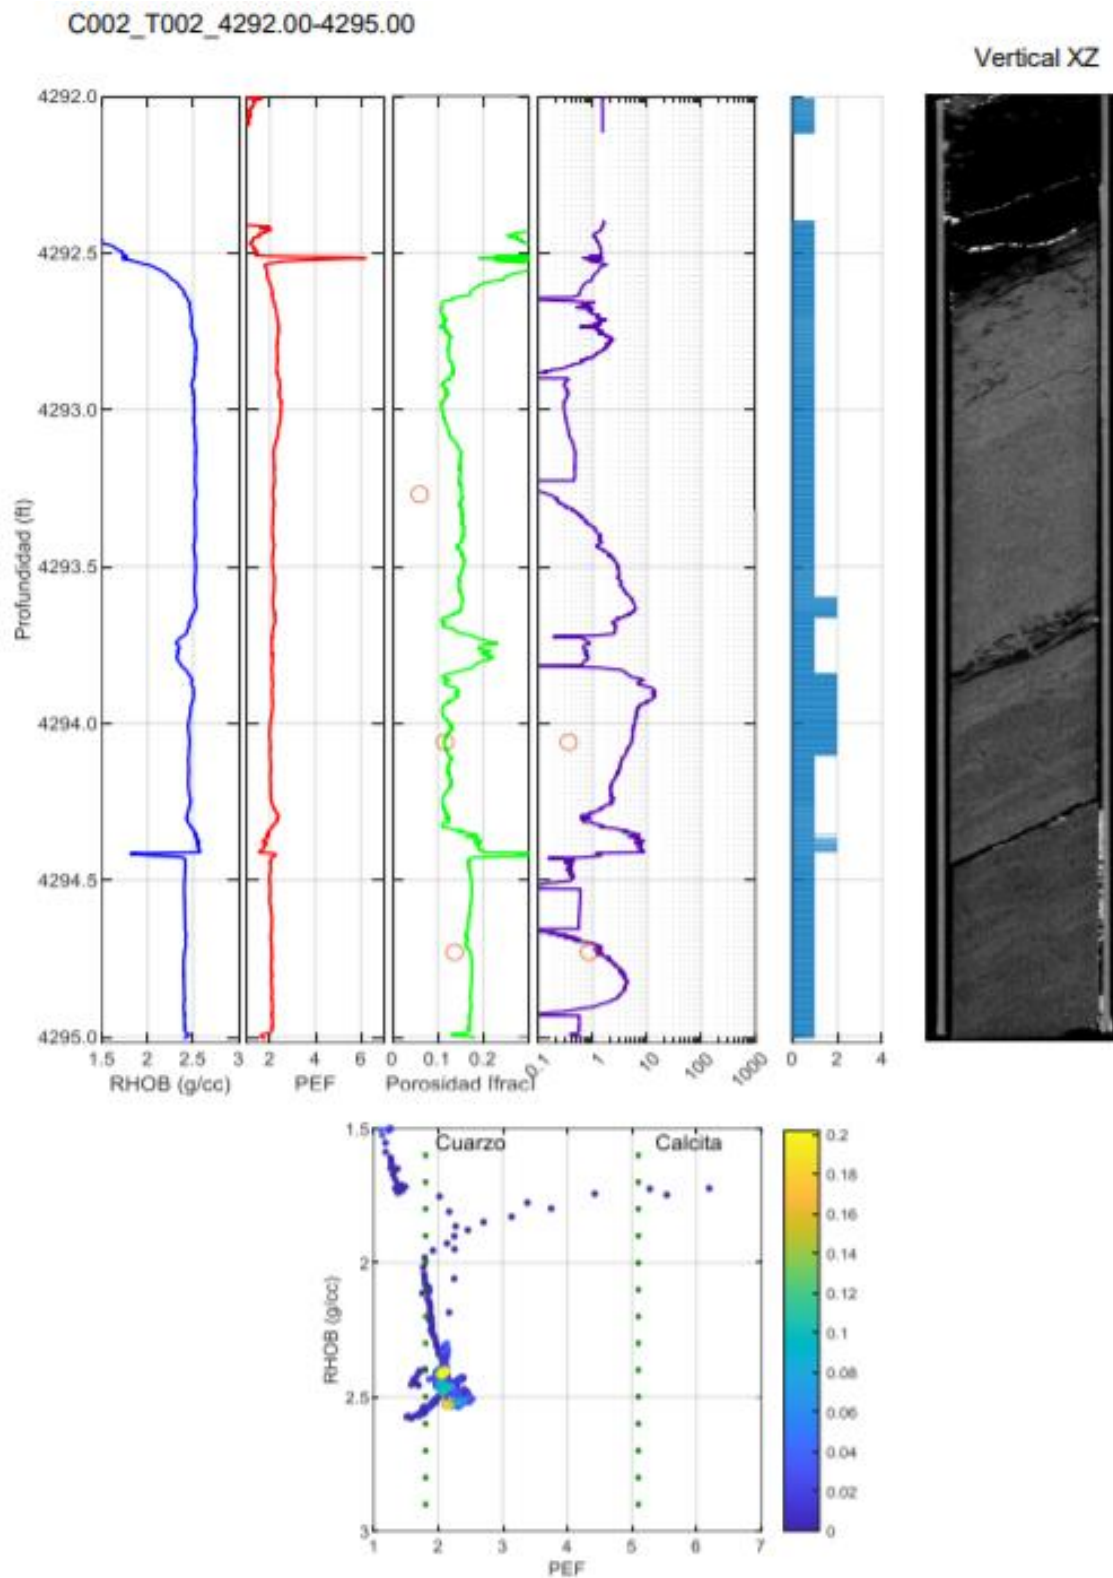 C002_T002_4292.00-4295.00
Vertical XZ
4292.0
4292.5
4293.0
4293.5
4294.0
4294.5
4295.0
Profundidad (ft)
1.5 2 2.5 3
RHOB (g/cc)
2 4 6
PEF
0 0.1 0.2
Porosidad [frac]
0.1 1 10 100 1000
0 2 4
Cuarzo Calcita
1.5
2
2.5
3
RHOB (g/cc)
1 2 3 4 5 6 7
PEF
0.2
0.18
0.16
0.14
0.12
0.1
0.08
0.06
0.04
0.02
0